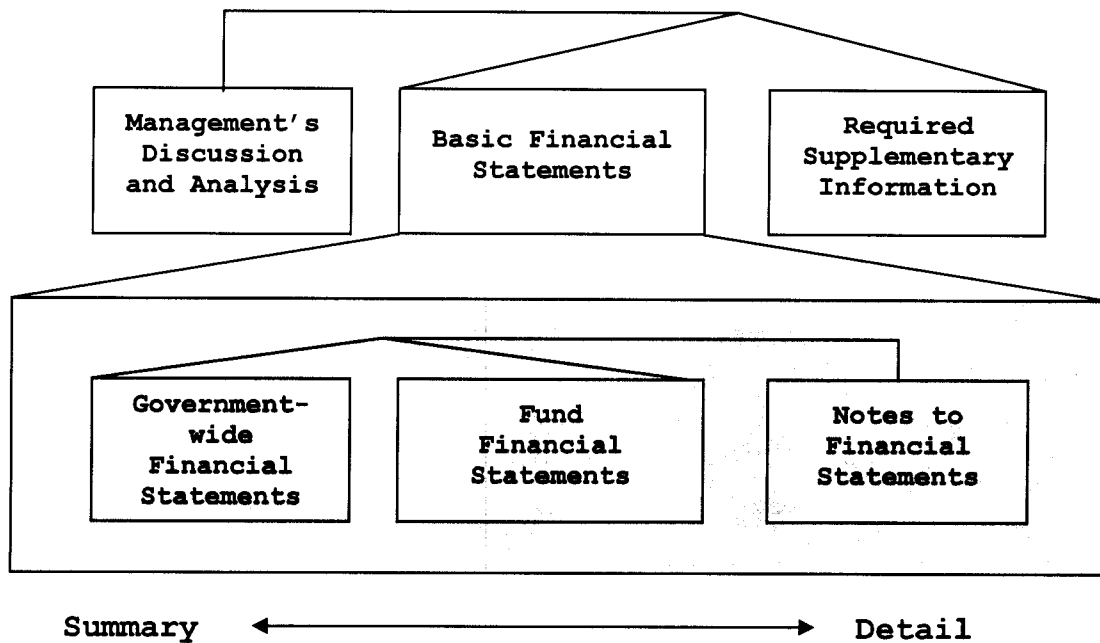 Management's
Discussion
and Analysis
Basic Financial
Statements
Required
Supplementary
Information
Government-
wide
Financial
Statements
Fund
Financial
Statements
Notes to
Financial
Statements
Summary
Detail